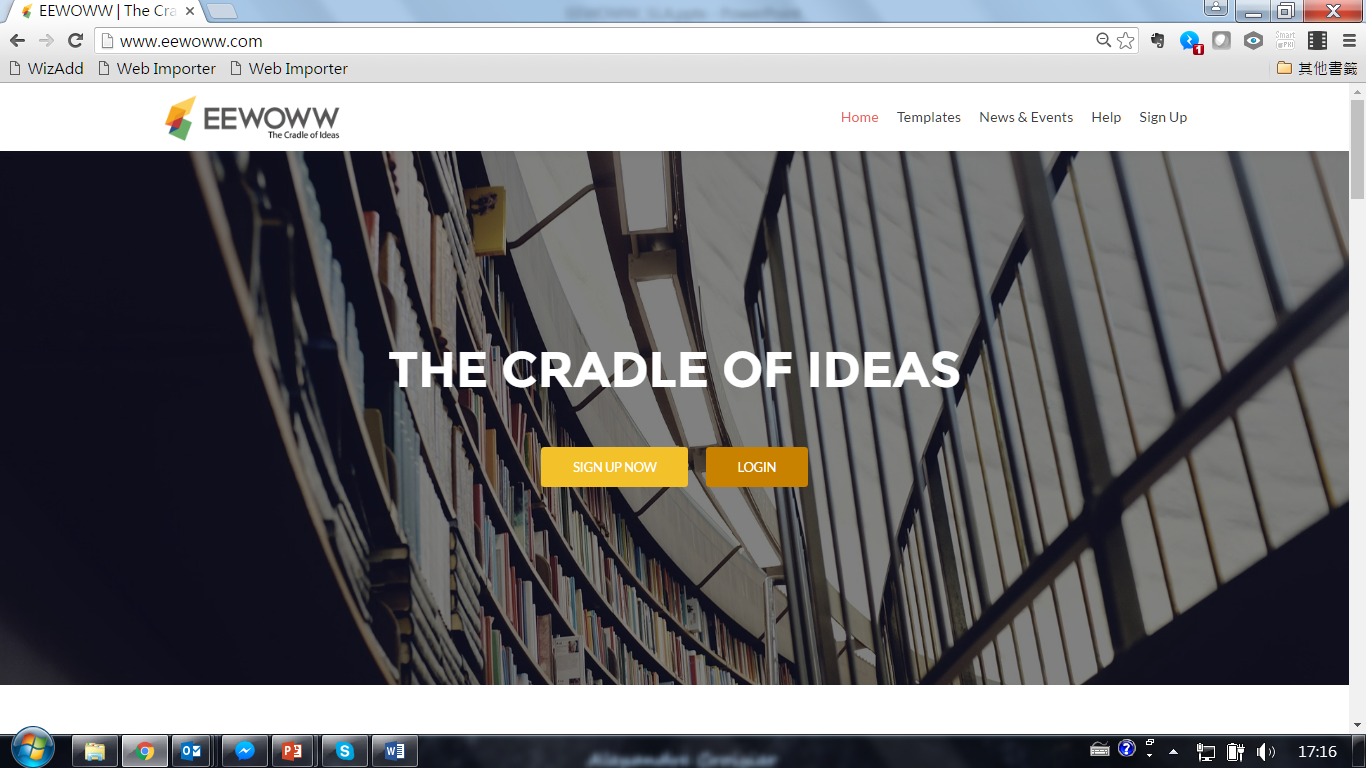 EEWOWW | The Cra
www.eewoww.com
1
WizAdd
Web Importer
Web Importer
其他書籤
EEWOWW
The Cradle of Ideas
Home
Templates
News & Events
Help
Sign Up
THE CRADLE OF IDEAS
SIGN UP NOW
LOGIN
17:16